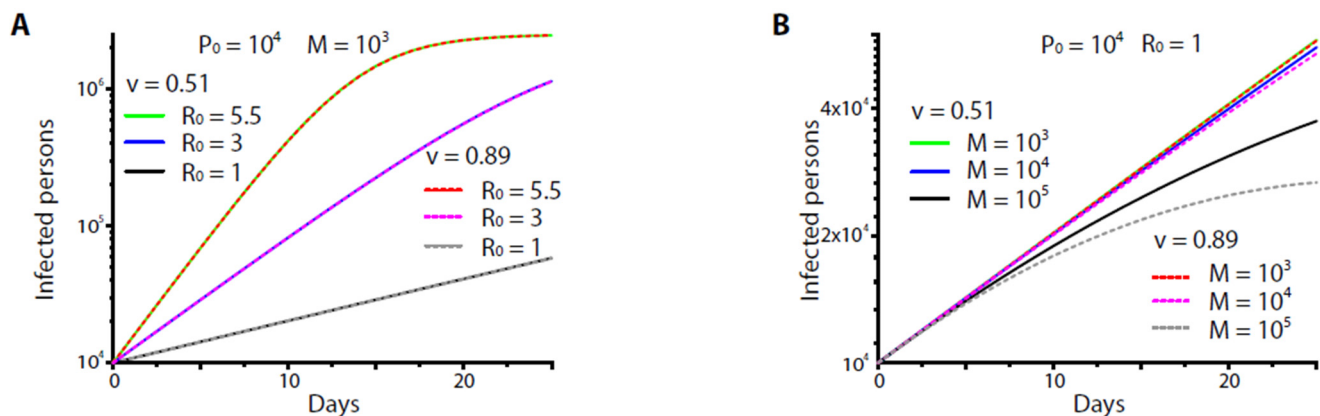 A
P₀ = 10⁴ M = 10³
v = 0.51
R₀ = 5.5
R₀ = 3
R₀ = 1
v = 0.89
R₀ = 5.5
R₀ = 3
R₀ = 1
Infected persons
10⁶
10⁵
10⁴
0 10 20
Days
B
P₀ = 10⁴ R₀ = 1
v = 0.51
M = 10³
M = 10⁴
M = 10⁵
v = 0.89
M = 10³
M = 10⁴
M = 10⁵
Infected persons
4x10⁴
2x10⁴
10⁴
0 10 20
Days